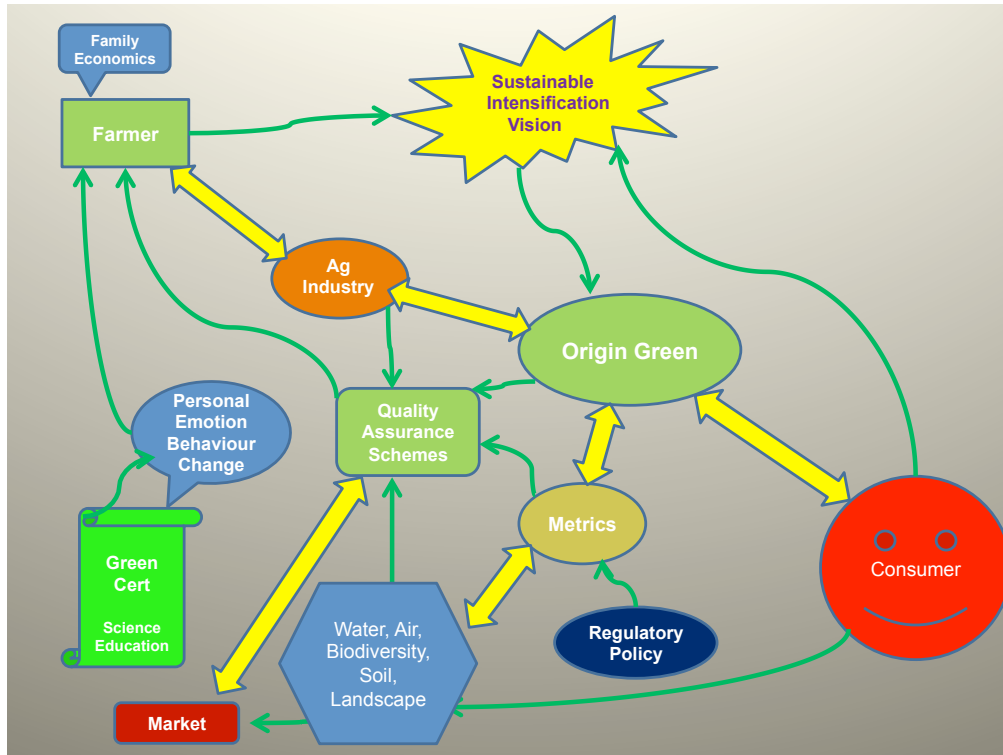 Family
Economics
Farmer
Sustainable
Intensification
Vision
Ag
Industry
Origin Green
Personal
Emotion
Behaviour
Change
Quality
Assurance
Schemes
Metrics
Consumer
Green
Cert
Science
Education
Water, Air,
Biodiversity,
Soil,
Landscape
Regulatory
Policy
Market